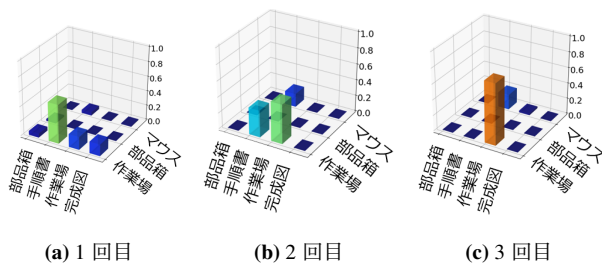 1.0
0.8
0.6
0.4
0.2
0.0
部品箱
手順書
作業場
完成図
マウス
部品箱
作業場
(a) 1 回目
1.0
0.8
0.6
0.4
0.2
0.0
部品箱
手順書
作業場
完成図
マウス
部品箱
作業場
(b) 2 回目
1.0
0.8
0.6
0.4
0.2
0.0
部品箱
手順書
作業場
完成図
マウス
部品箱
作業場
(c) 3 回目